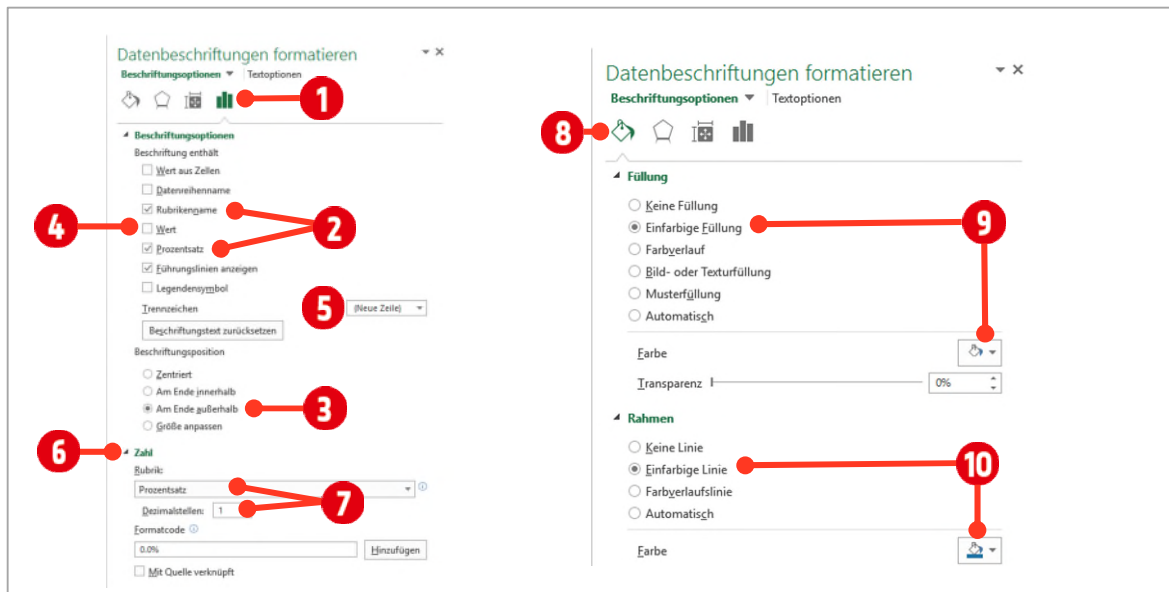 Datenbeschriftungen formatieren
Beschriftungsoptionen Textoptionen
1
Beschriftungsoptionen
Beschriftung enthält
Wert aus Zellen
Datenreihenname
Rubrikenname
4 Wert 2
Prozentsatz
Führungslinien anzeigen
Legendensymbol
Trennzeichen 5 (Neue Zeile)
Beschriftungstext zurücksetzen
Beschriftungsposition
Zentriert
Am Ende innerhalb
Am Ende außerhalb 3
Größe anpassen
6 Zahl
Rubrik:
Prozentsatz
7
Dezimalstellen: 1
Formatcode
0.0% Hinzufügen
Mit Quelle verknüpft
Datenbeschriftungen formatieren
Beschriftungsoptionen Textoptionen
8
Füllung
Keine Füllung
Einfarbige Füllung 9
Farbverlauf
Bild- oder Texturfüllung
Musterfüllung
Automatisch
Farbe
Transparenz 0%
Rahmen
Keine Linie
Einfarbige Linie 10
Farbverlaufslinie
Automatisch
Farbe